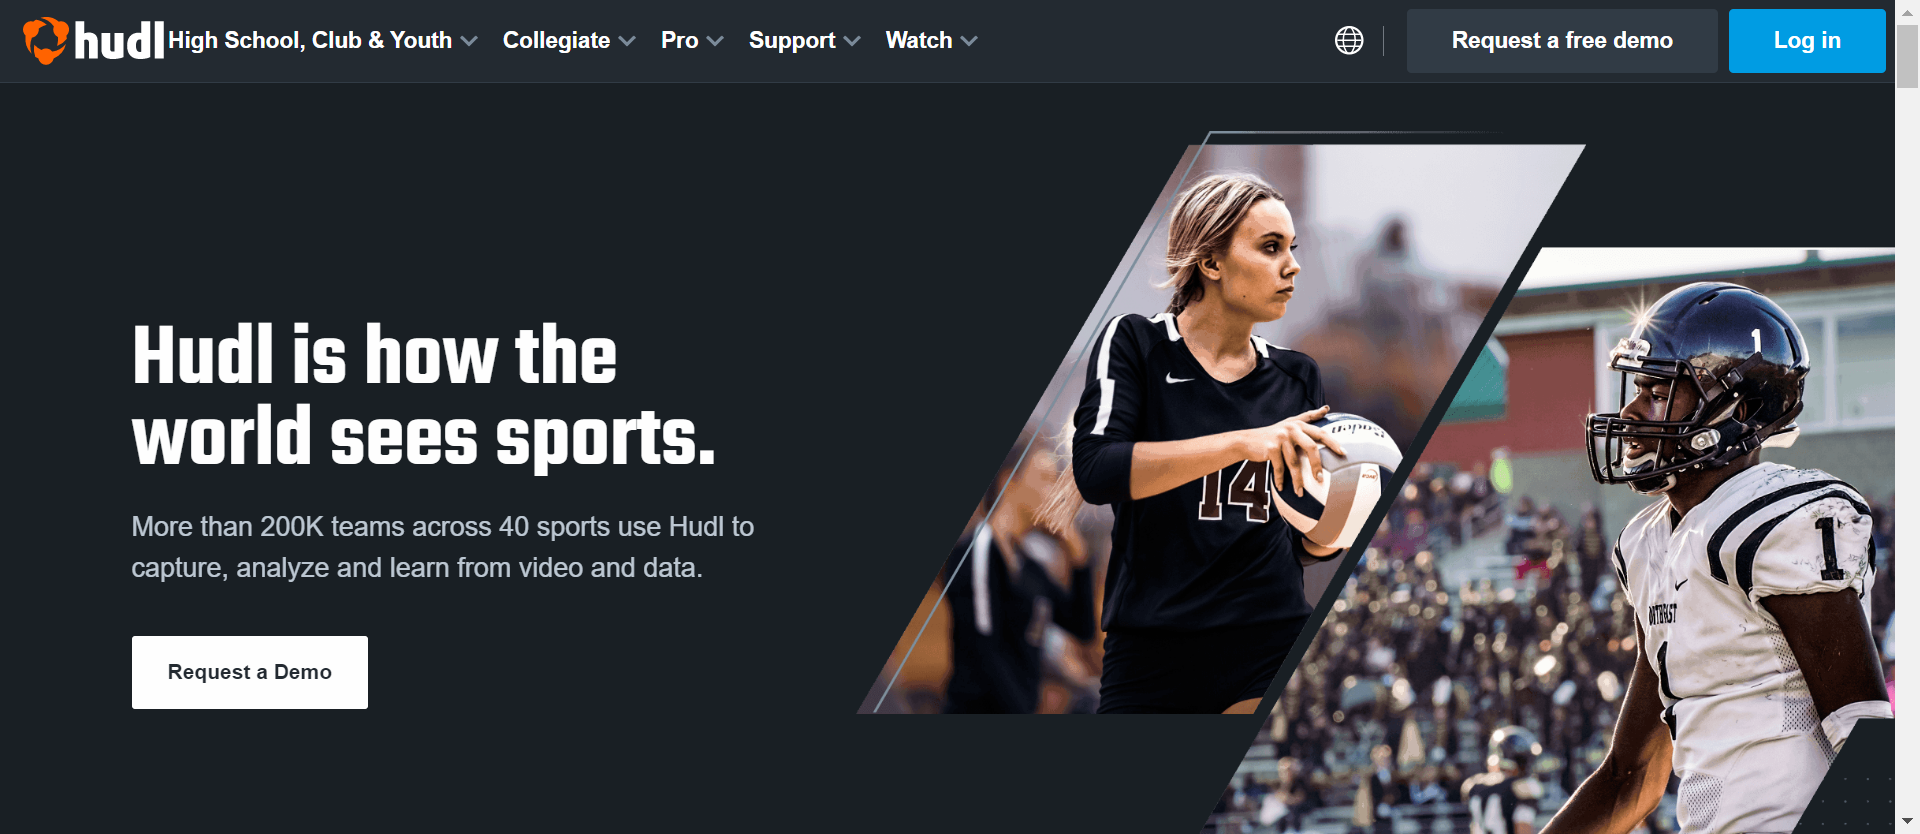 hudl High School, Club & Youth Collegiate Pro Support Watch Request a free demo Log in
Hudl is how the
world sees sports.
More than 200K teams across 40 sports use Hudl to
capture, analyze and learn from video and data.
Request a Demo
14
Baden
1
1